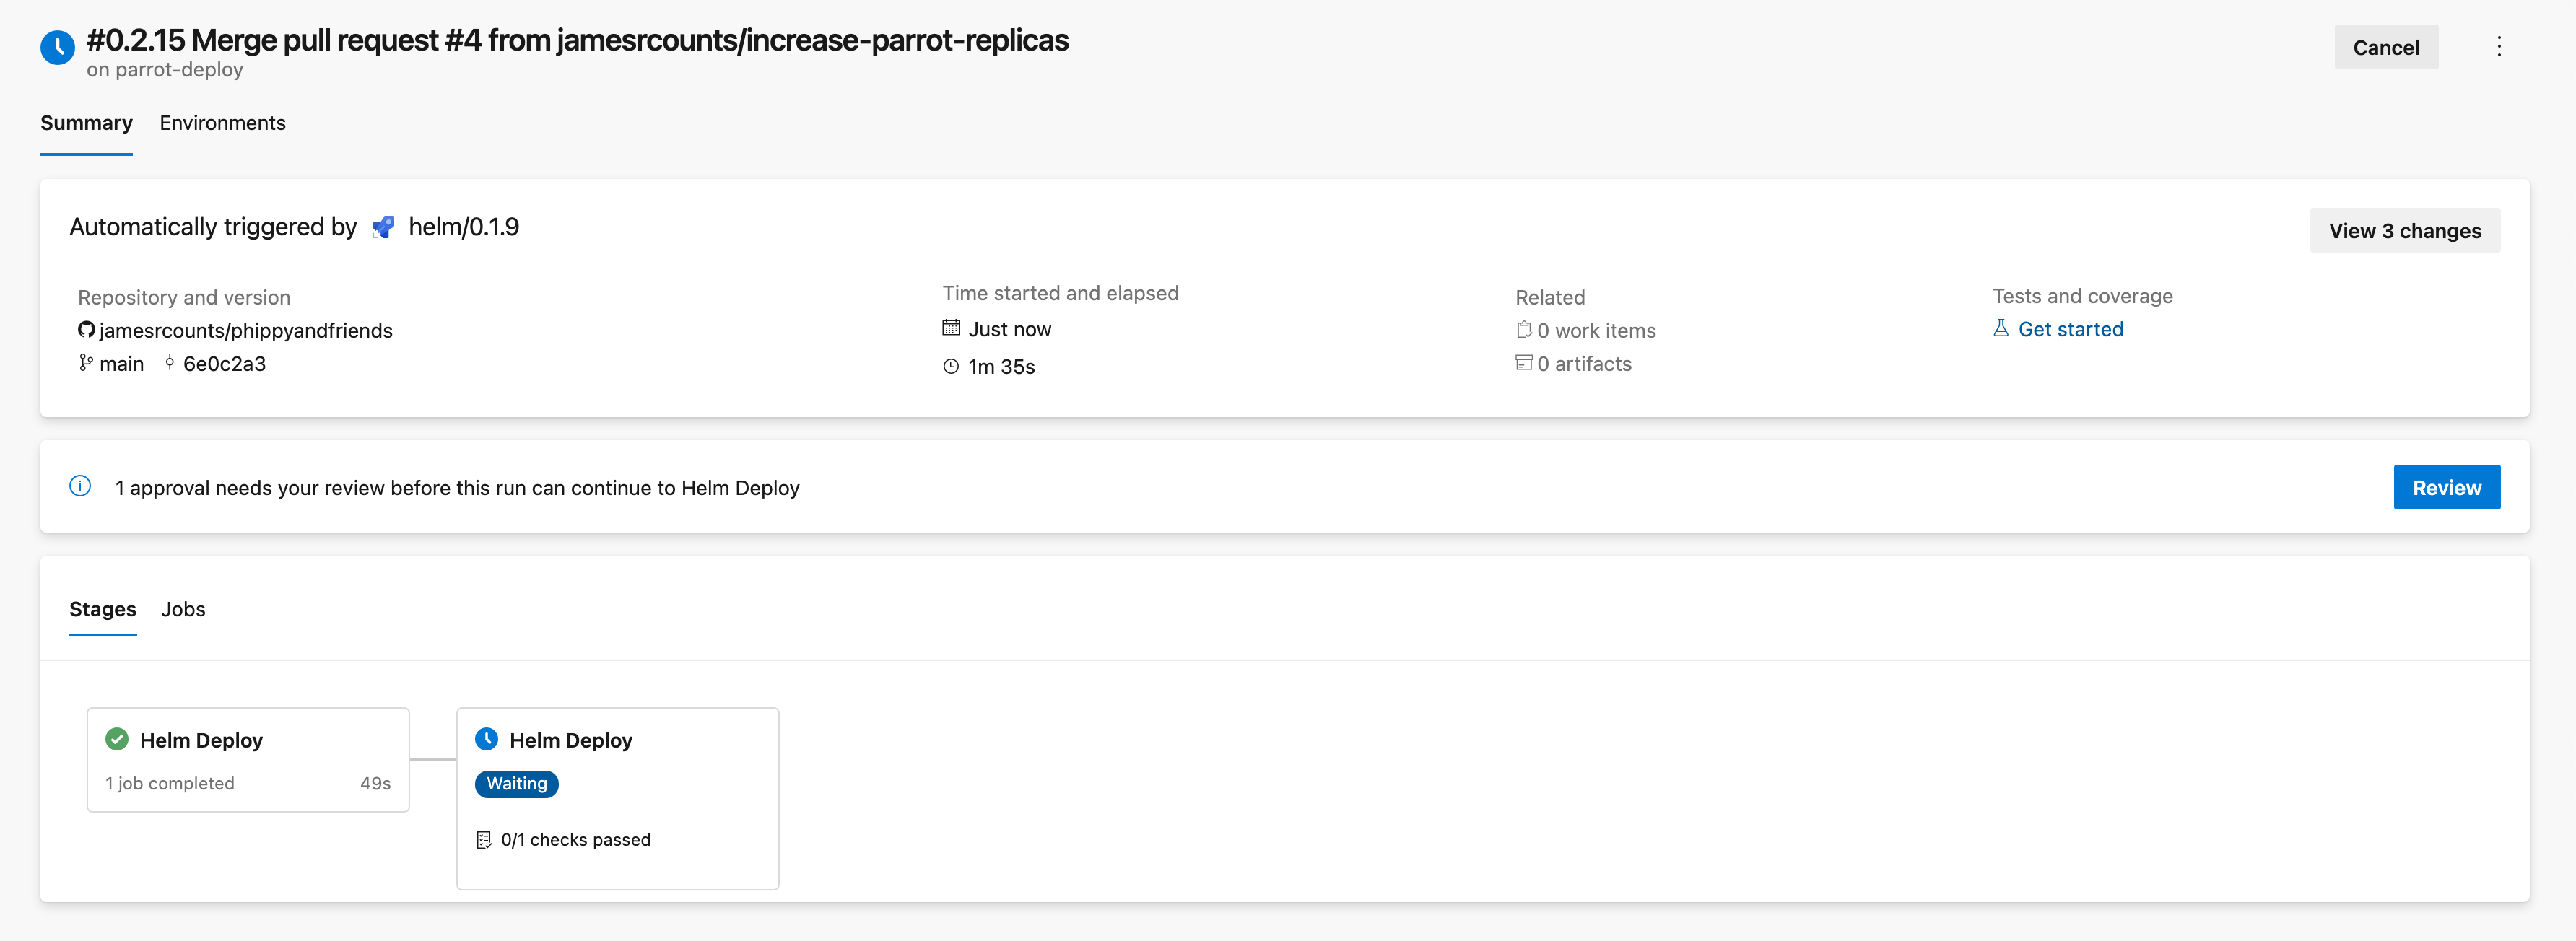 #0.2.15 Merge pull request #4 from jamesrcounts/increase-parrot-replicas
on parrot-deploy
Cancel
Summary Environments
Automatically triggered by helm/0.1.9
View 3 changes
Repository and version
jamesrcounts/phippyandfriends
main 6e0c2a3
Time started and elapsed
Just now
1m 35s
Related
0 work items
0 artifacts
Tests and coverage
Get started
1 approval needs your review before this run can continue to Helm Deploy
Review
Stages Jobs
Helm Deploy
1 job completed 49s
Helm Deploy
Waiting
0/1 checks passed